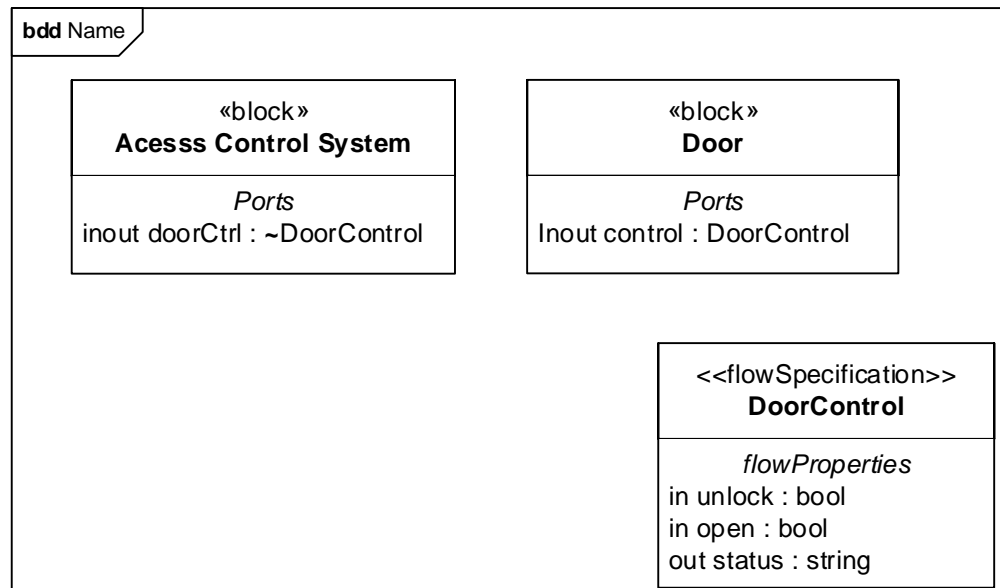 bdd Name
«block»
Acesss Control System
Ports
inout doorCtrl : ~DoorControl
«block»
Door
Ports
Inout control : DoorControl
<<flowSpecification>>
DoorControl
flowProperties
in unlock : bool
in open : bool
out status : string